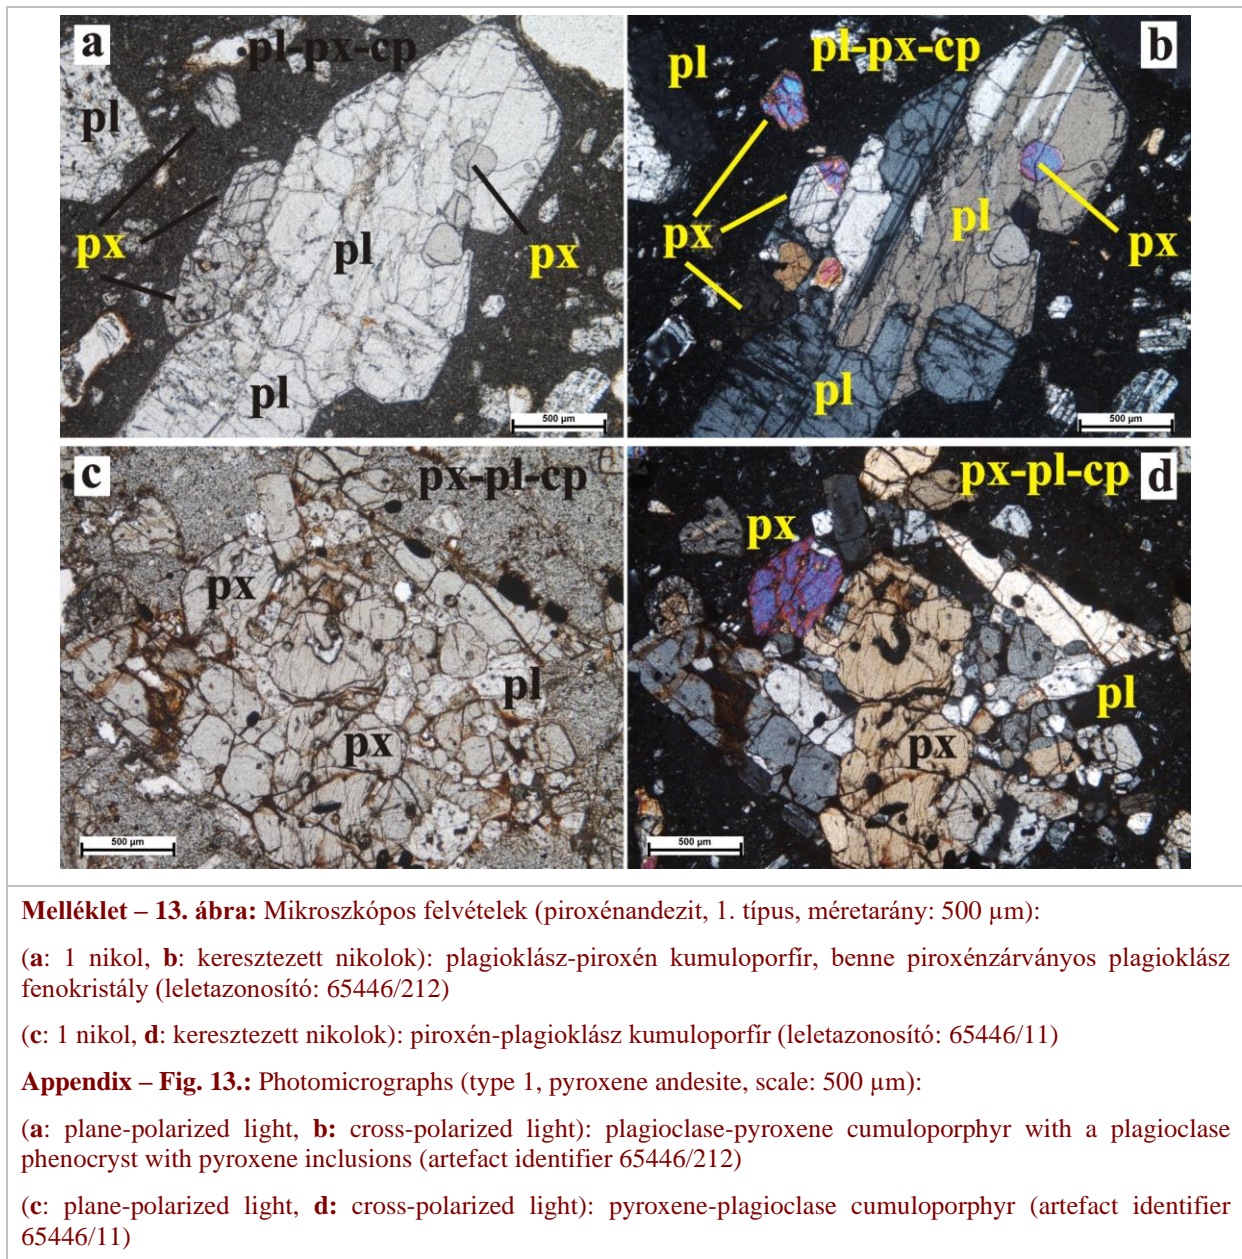 a
pl-px-cp
pl
px
pl
px
pl
500 µm
b
pl-px-cp
pl
px
pl
px
pl
500 µm
c
px-pl-cp
px
pl
px
500 µm
d
px-pl-cp
px
pl
px
500 µm
Melléklet – 13. ábra: Mikroszkópos felvételek (piroxénandezit, 1. típus, méretarány: 500 µm):
(a: 1 nikol, b: keresztezett nikolok): plagioklász-piroxén kumuloporfír, benne piroxénzárványos plagioklász
fenokristály (leletazonosító: 65446/212)
(c: 1 nikol, d: keresztezett nikolok): piroxén-plagioklász kumuloporfír (leletazonosító: 65446/11)
Appendix – Fig. 13.: Photomicrographs (type 1, pyroxene andesite, scale: 500 µm):
(a: plane-polarized light, b: cross-polarized light): plagioclase-pyroxene cumuloporphyr with a plagioclase
phenocryst with pyroxene inclusions (artefact identifier 65446/212)
(c: plane-polarized light, d: cross-polarized light): pyroxene-plagioclase cumuloporphyr (artefact identifier
65446/11)